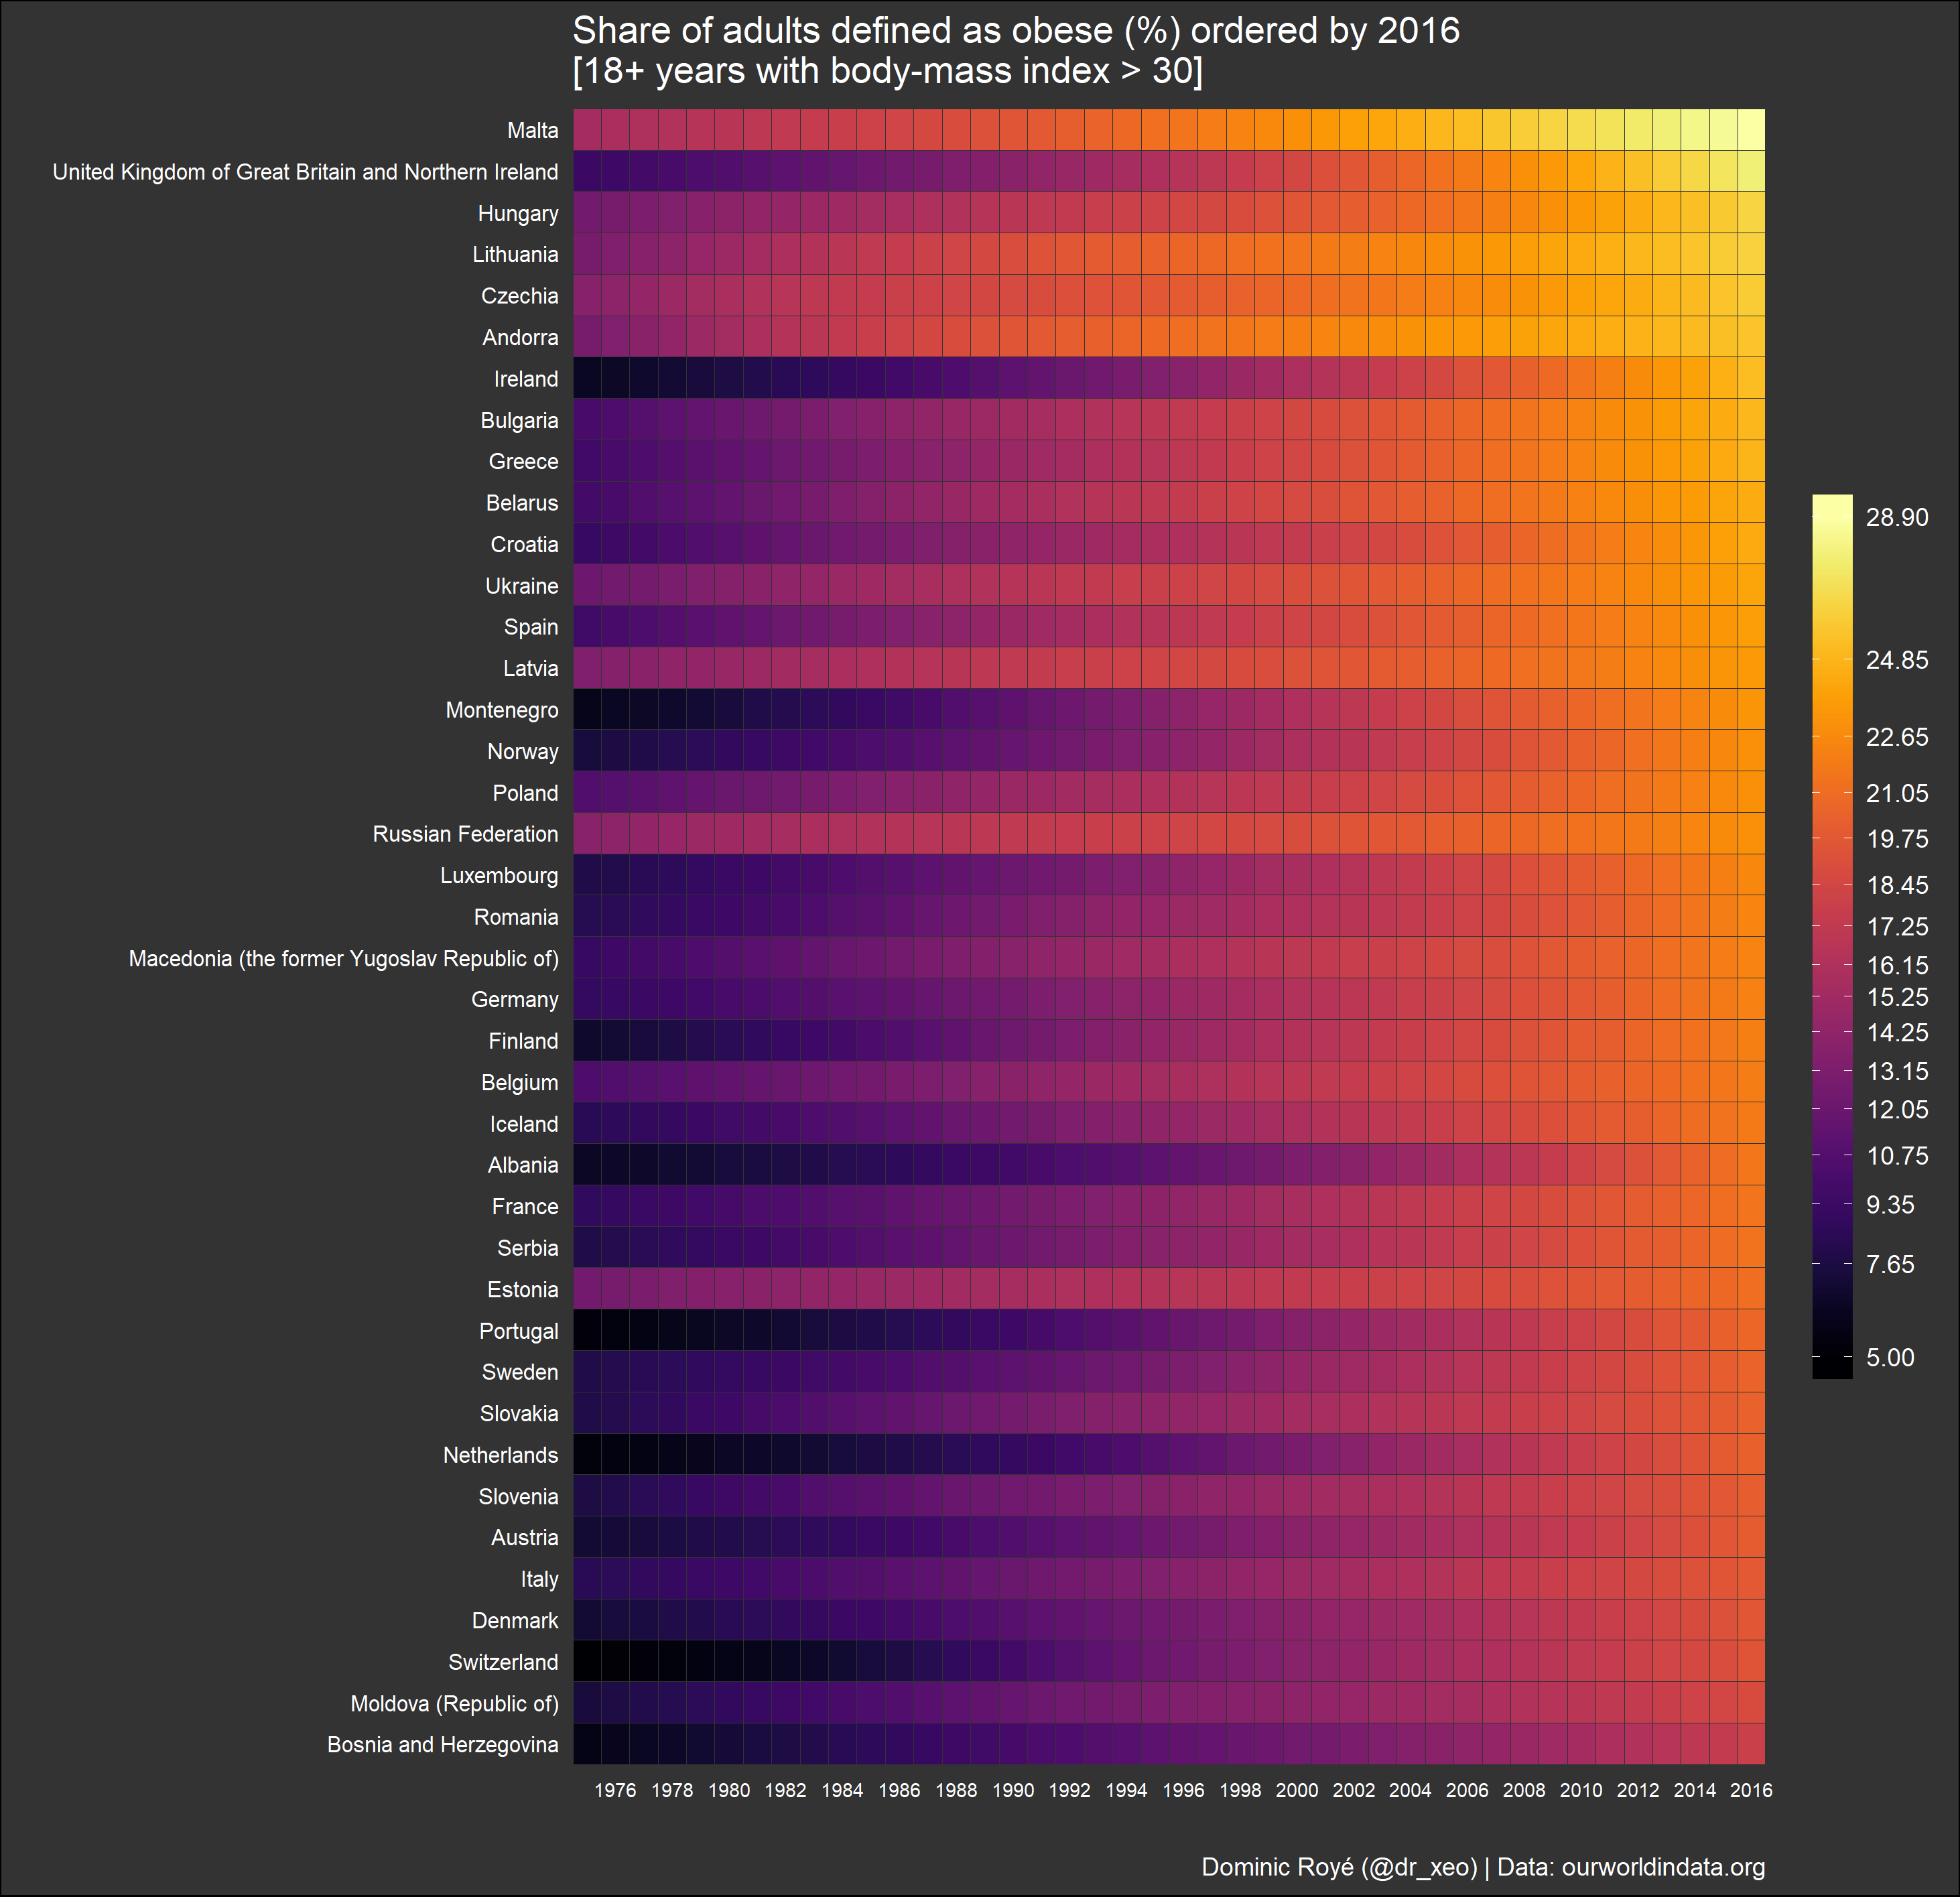 Share of adults defined as obese (%) ordered by 2016
[18+ years with body-mass index > 30]
Malta
United Kingdom of Great Britain and Northern Ireland
Hungary
Lithuania
Czechia
Andorra
Ireland
Bulgaria
Greece
Belarus
Croatia
Ukraine
Spain
Latvia
Montenegro
Norway
Poland
Russian Federation
Luxembourg
Romania
Macedonia (the former Yugoslav Republic of)
Germany
Finland
Belgium
Iceland
Albania
France
Serbia
Estonia
Portugal
Sweden
Slovakia
Netherlands
Slovenia
Austria
Italy
Denmark
Switzerland
Moldova (Republic of)
Bosnia and Herzegovina
1976 1978 1980 1982 1984 1986 1988 1990 1992 1994 1996 1998 2000 2002 2004 2006 2008 2010 2012 2014 2016
28.90
24.85
22.65
21.05
19.75
18.45
17.25
16.15
15.25
14.25
13.15
12.05
10.75
9.35
7.65
5.00
Dominic Royé (@dr_xeo) | Data: ourworldindata.org